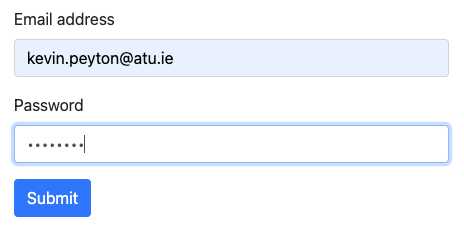 Email address
kevin.peyton@atu.ie
Password
••••••••
Submit